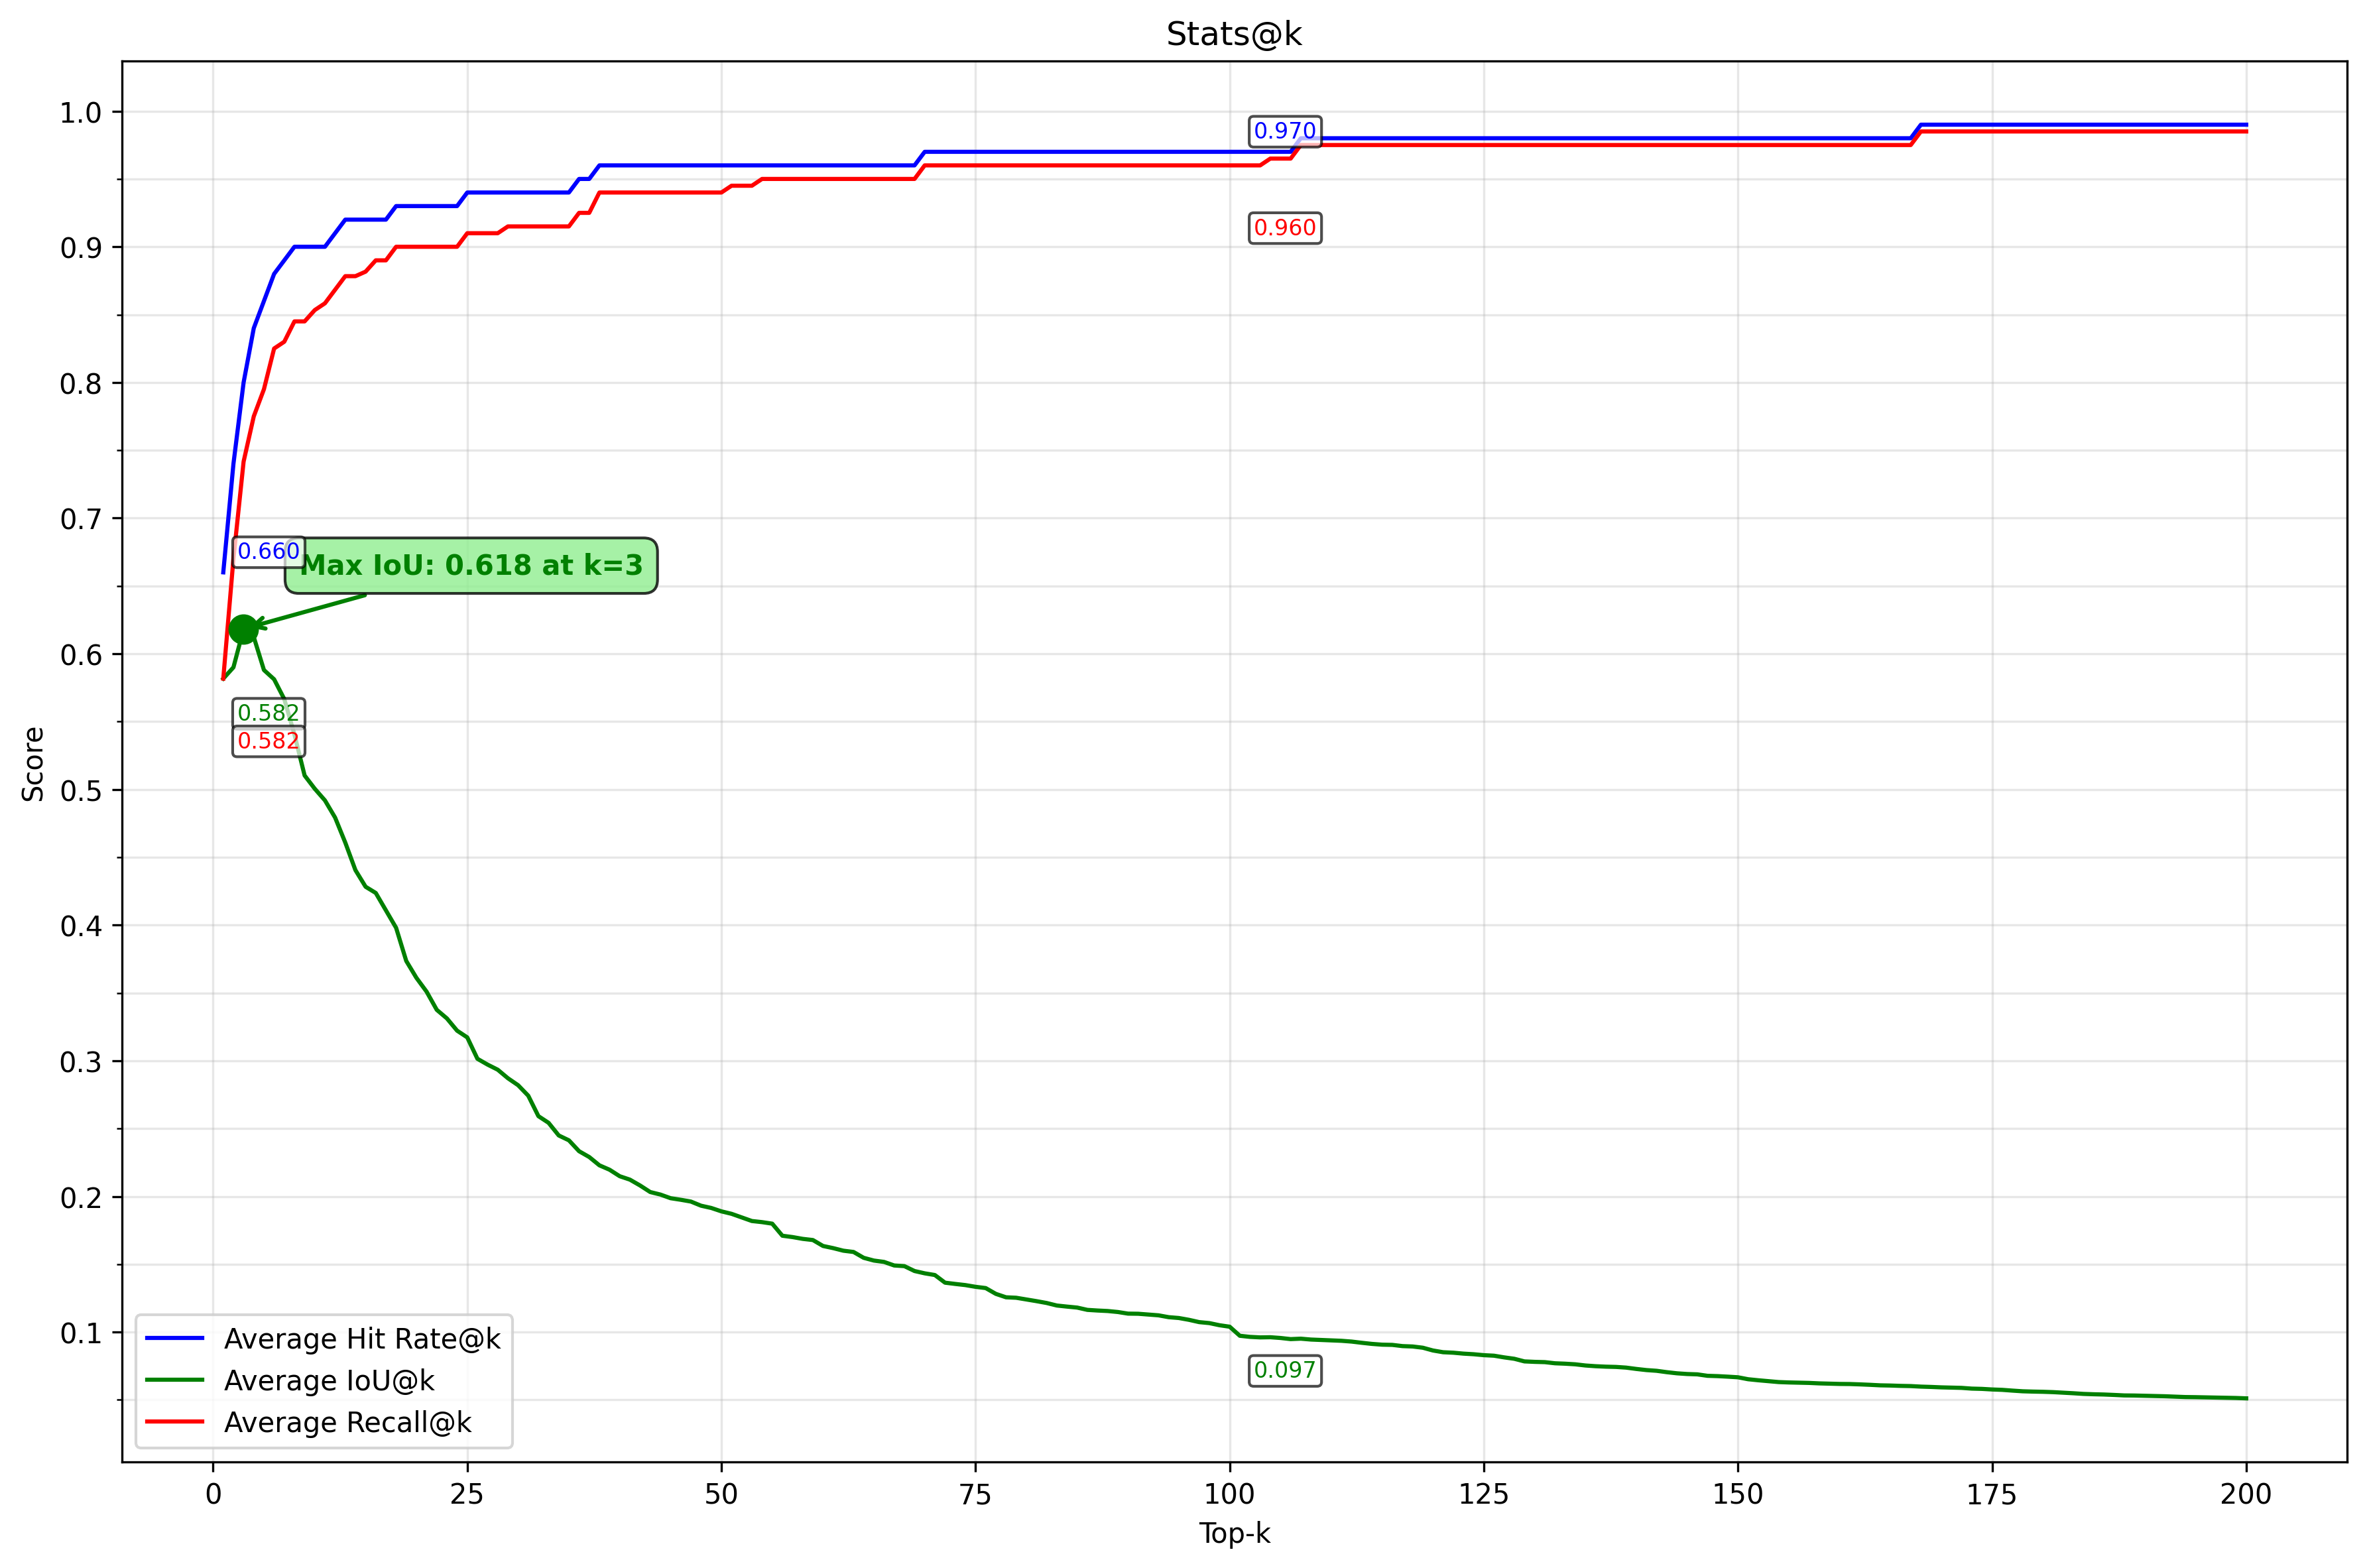 Stats@k
1.0
0.9
0.8
0.7
0.6
0.5
0.4
0.3
0.2
0.1
Score
0.970
0.960
0.660
Max IoU: 0.618 at k=3
0.582
0.582
0.097
Average Hit Rate@k
Average IoU@k
Average Recall@k
0 25 50 75 100 125 150 175 200
Top-k